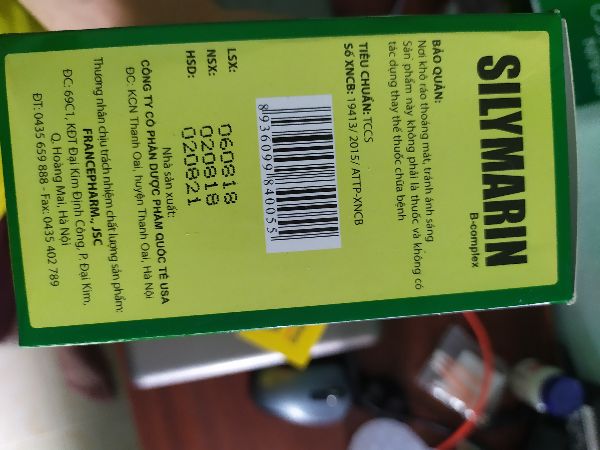 SILYMARIN
B-complex
BẢO QUẢN:
Nơi khô ráo thoáng mát, tránh ánh sáng
Sản phẩm này không phải là thuốc và không có
tác dụng thay thế thuốc chữa bệnh
TIÊU CHUẨN: TCCS
Số XNCB: 19413/ 2015/ ATTP-XNCB
8 936099 840055
LSX: 060818
NSX: 020818
HSD: 020821
Nhà sản xuất:
CÔNG TY CỔ PHẦN DƯỢC PHẨM QUỐC TẾ USA
ĐC: KCN Thanh Oai, huyện Thanh Oai, Hà Nội
Thương nhân chịu trách nhiệm chất lượng sản phẩm:
FRANCEPHARM., JSC
ĐC: 69C1, KĐT Đại Kim Định Công, P. Đại Kim,
Q. Hoàng Mai, Hà Nội
ĐT: 0435 659 888 - Fax: 0435 402 789